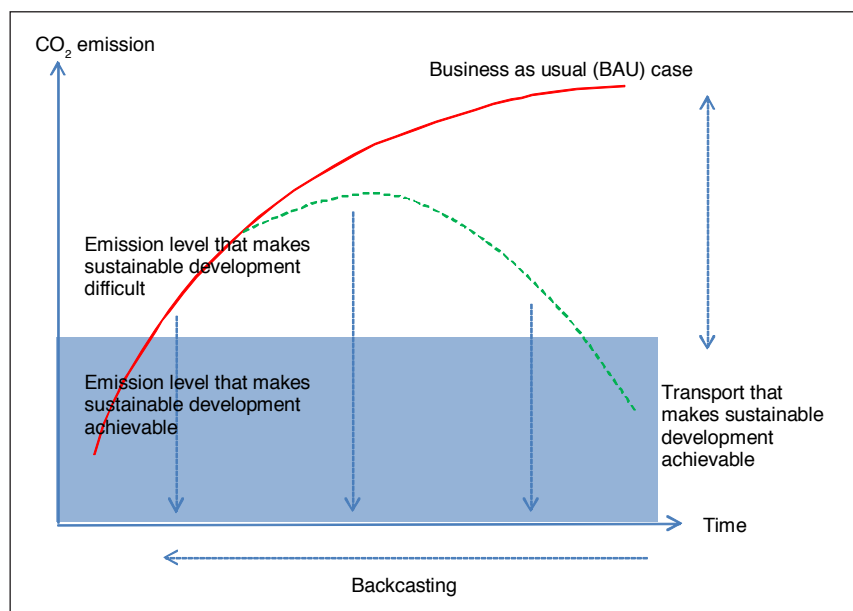 CO₂ emission
Business as usual (BAU) case
Emission level that makes
sustainable development
difficult
Emission level that makes
sustainable development
achievable
Transport that
makes sustainable
development
achievable
Time
Backcasting